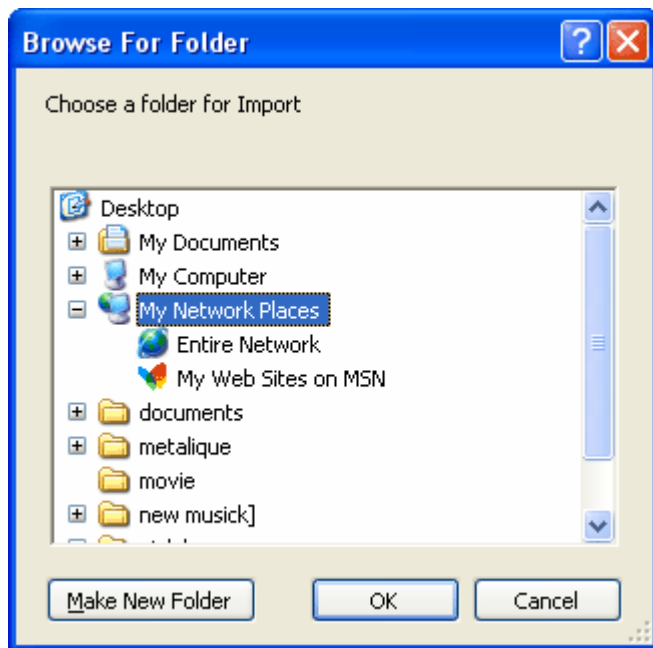 Browse For Folder
Choose a folder for Import
Desktop
My Documents
My Computer
My Network Places
Entire Network
My Web Sites on MSN
documents
metalique
movie
new musick]
Make New Folder OK Cancel